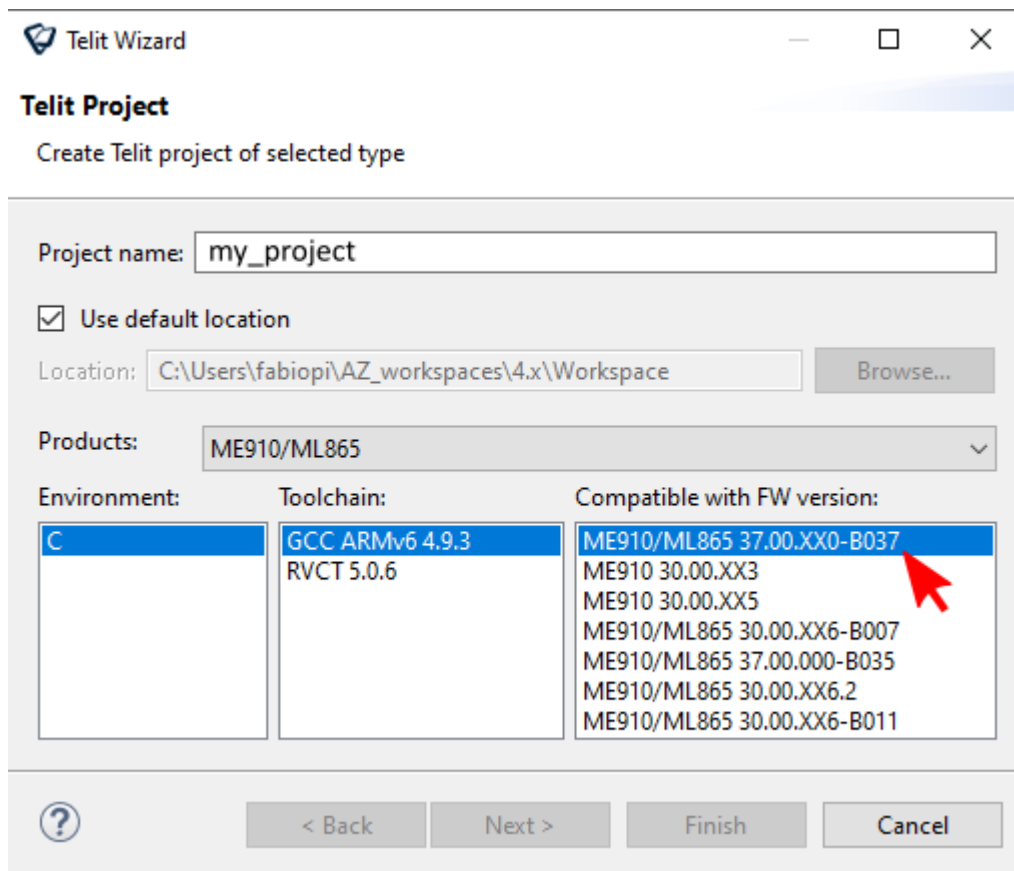 Telit Wizard
Telit Project
Create Telit project of selected type
Project name: my_project
Use default location
Location: C:\Users\fabiopi\AZ_workspaces\4.x\Workspace Browse...
Products: ME910/ML865
Environment: Toolchain: Compatible with FW version:
C GCC ARMv6 4.9.3 ME910/ML865 37.00.XX0-B037
RVCT 5.0.6 ME910 30.00.XX3
ME910 30.00.XX5
ME910/ML865 30.00.XX6-B007
ME910/ML865 37.00.000-B035
ME910/ML865 30.00.XX6.2
ME910/ML865 30.00.XX6-B011
? < Back Next > Finish Cancel